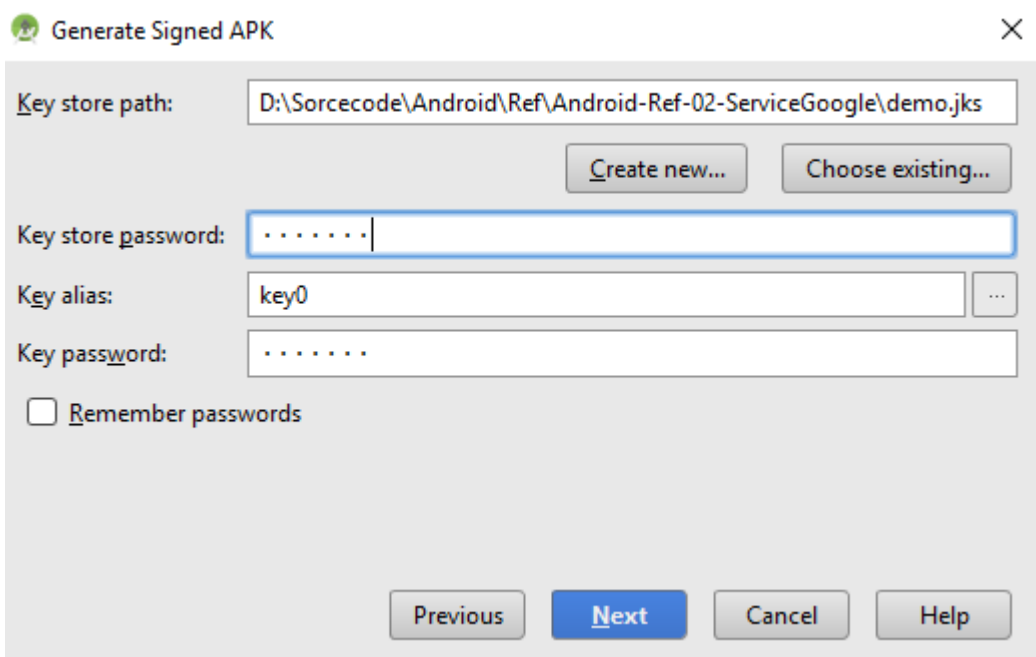 Generate Signed APK
Key store path: D:\Sorcecode\Android\Ref\Android-Ref-02-ServiceGoogle\demo.jks
Create new... Choose existing...
Key store password: ·······
Key alias: key0 ...
Key password: ·······
Remember passwords
Previous Next Cancel Help